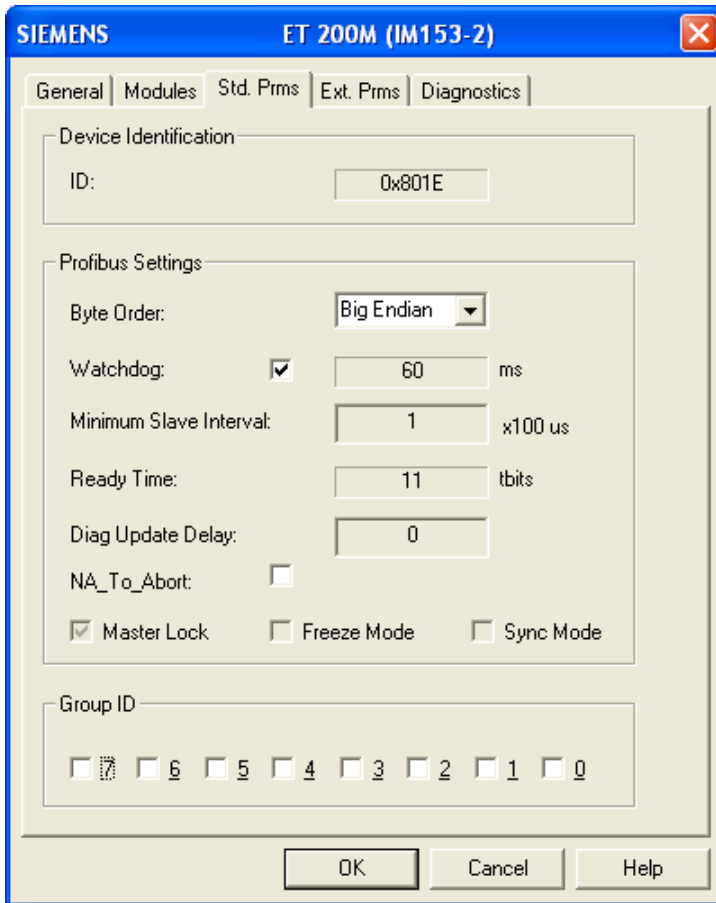 SIEMENS ET 200M (IM153-2)
General Modules Std. Prms Ext. Prms Diagnostics
Device Identification
ID: 0x801E
Profibus Settings
Byte Order: Big Endian
Watchdog: 60 ms
Minimum Slave Interval: 1 x100 us
Ready Time: 11 tbits
Diag Update Delay: 0
NA_To_Abort:
Master Lock Freeze Mode Sync Mode
Group ID
7 6 5 4 3 2 1 0
OK Cancel Help